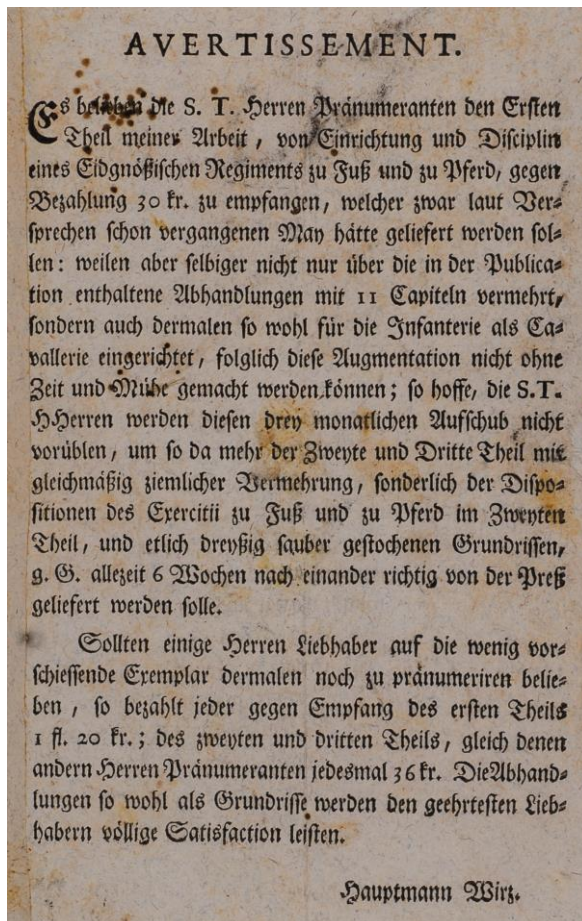 AVERTISSEMENT.
Es belieben die S. T. Herren Pränumeranten den Ersten
Theil meiner Arbeit, von Einrichtung und Disciplin
eines Eidgnößischen Regiments zu Fuß und zu Pferd, gegen
Bezahlung 30 kr. zu empfangen, welcher zwar laut Ver⸗
sprechen schon vergangenen May hätte geliefert werden sol⸗
len: weilen aber selbiger nicht nur über die in der Publica⸗
tion enthaltene Abhandlungen mit 11 Capiteln vermehrt,
sondern auch dermalen so wohl für die Infanterie als Ca⸗
vallerie eingerichtet, folglich diese Augmentation nicht ohne
Zeit und Mühe gemacht werden können; so hoffe, die S. T.
HHerren werden diesen drey monatlichen Aufschub nicht
vorüblen, um so da mehr der Zweyte und Dritte Theil mit
gleichmäßig ziemlicher Vermehrung, sonderlich der Dispo⸗
sitionen des Exercitii zu Fuß und zu Pferd im Zweyten
Theil, und etlich dreyßig sauber gestochenen Grundrissen,
g. G. allezeit 6 Wochen nach einander richtig von der Preß
geliefert werden solle.
Sollten einige Herren Liebhaber auf die wenig vor⸗
schiessende Exemplar dermalen noch zu pränumeriren belie⸗
ben, so bezahlt jeder gegen Empfang des ersten Theils
1 fl. 20 kr.; des zweyten und dritten Theils, gleich denen
andern Herren Pränumeranten jedesmal 36 kr. Die Abhand⸗
lungen so wohl als Grundrisse werden den geehrtesten Lieb⸗
habern völlige Satisfaction leisten.
Hauptmann Wirz.